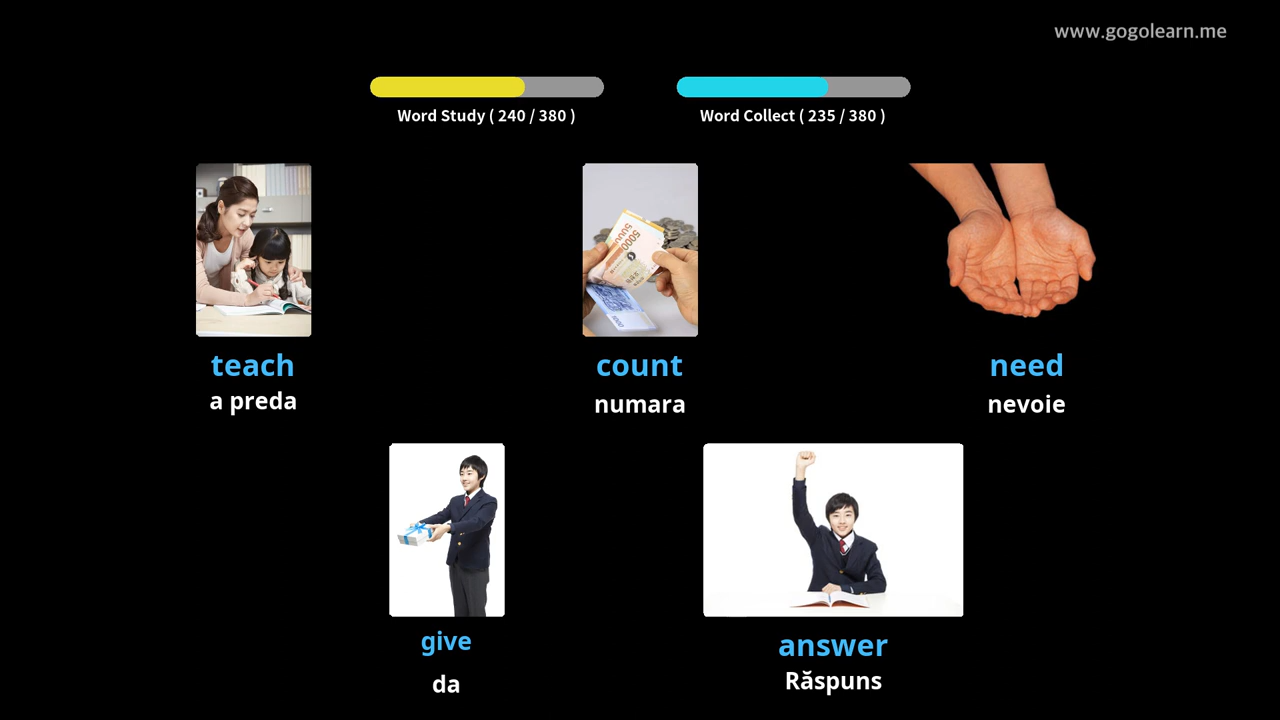 www.gogolearn.me
Word Study ( 240 / 380 )
Word Collect ( 235 / 380 )
teach
a preda
count
numara
need
nevoie
give
da
answer
Răspuns